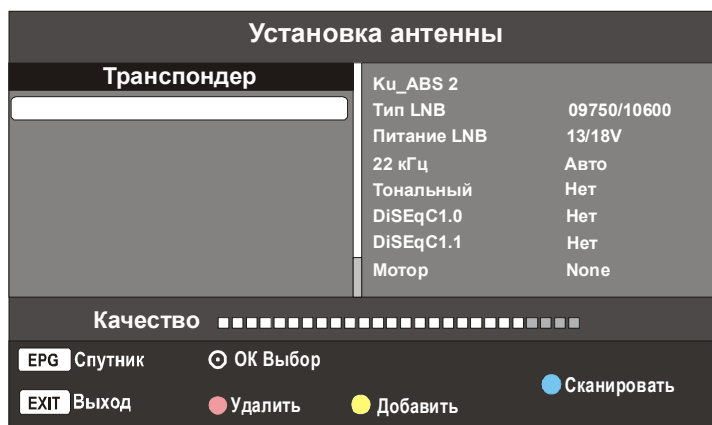 Установка антенны
Транспондер
Ku_ABS 2
Тип LNB 09750/10600
Питание LNB 13/18V
22 кГц Авто
Тональный Нет
DiSEqC1.0 Нет
DiSEqC1.1 Нет
Мотор None
Качество
EPG Спутник OK Выбор
Сканировать
EXIT Выход Удалить Добавить